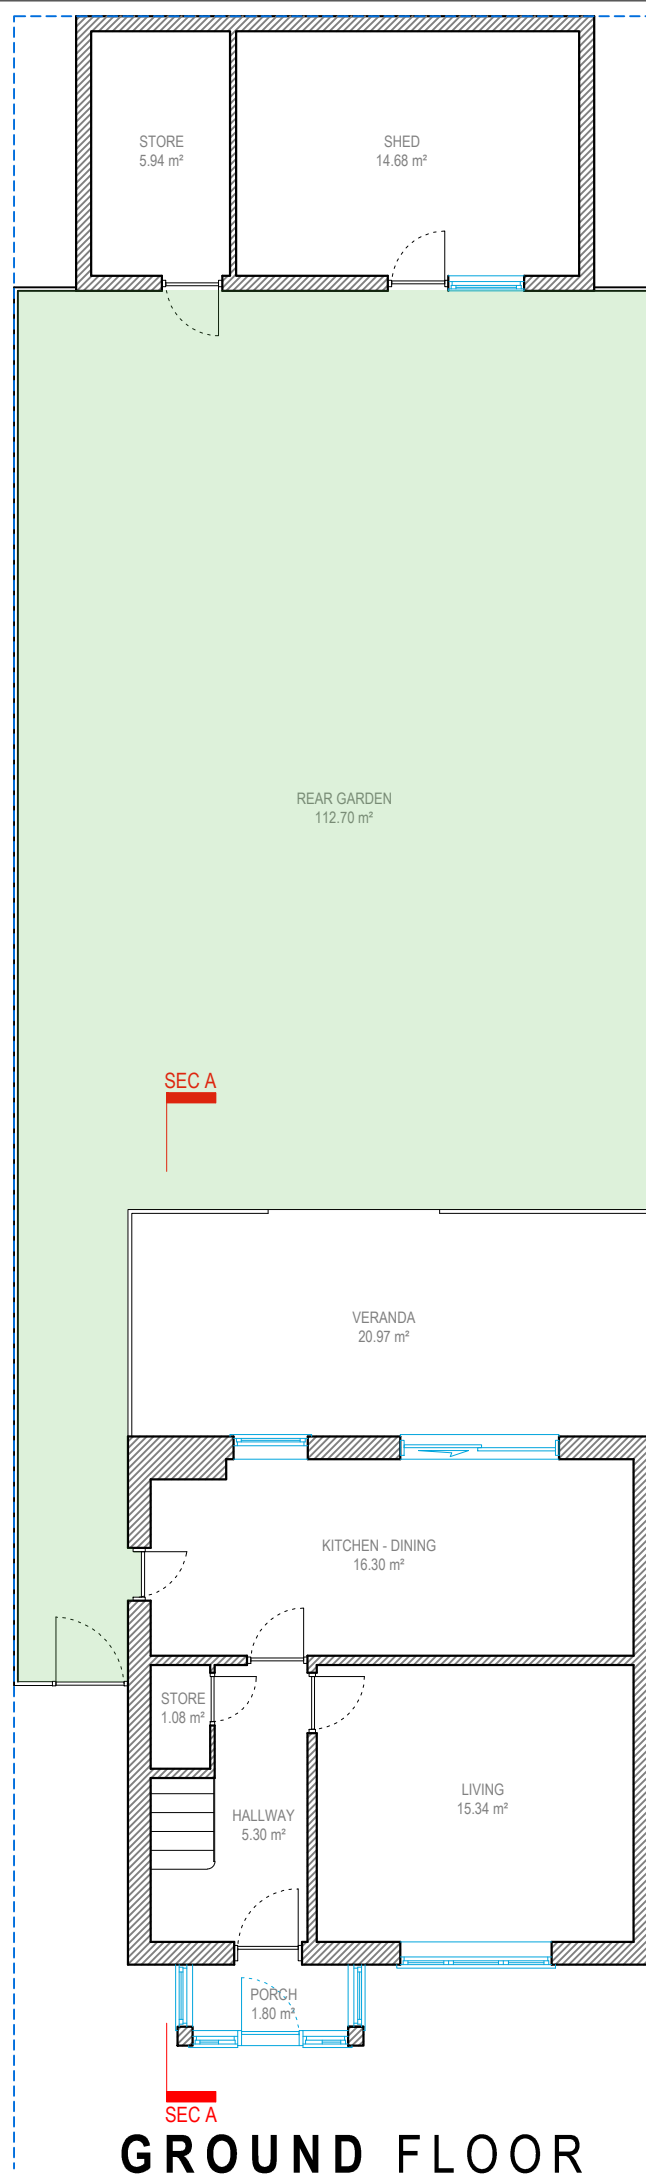 STORE
5.94 m²
SHED
14.68 m²
REAR GARDEN
112.70 m²
SEC A
VERANDA
20.97 m²
KITCHEN - DINING
16.30 m²
STORE
1.08 m²
LIVING
15.34 m²
HALLWAY
5.30 m²
PORCH
1.80 m²
SEC A
GROUND FLOOR